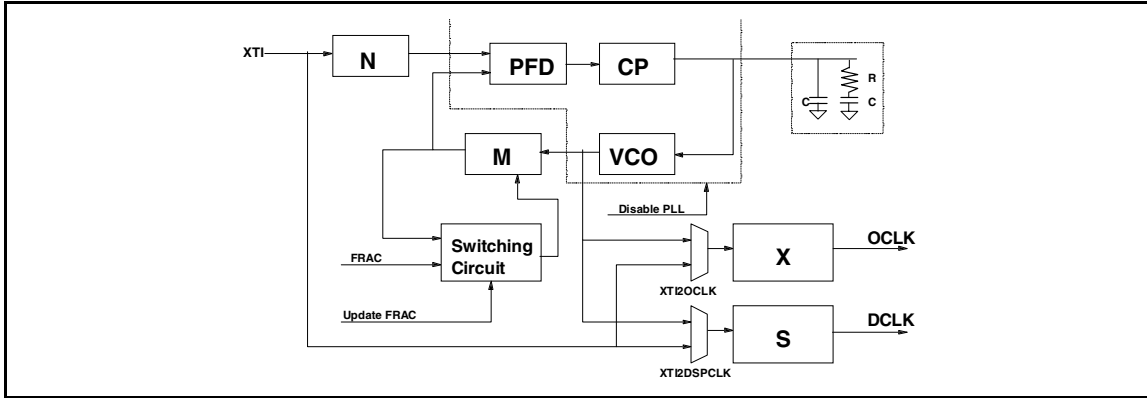 XTI
N
PFD
CP
R
C
C
M
VCO
Disable PLL
Switching
Circuit
FRAC
Update FRAC
XTI2OCLK
X
OCLK
XTI2DSPCLK
S
DCLK